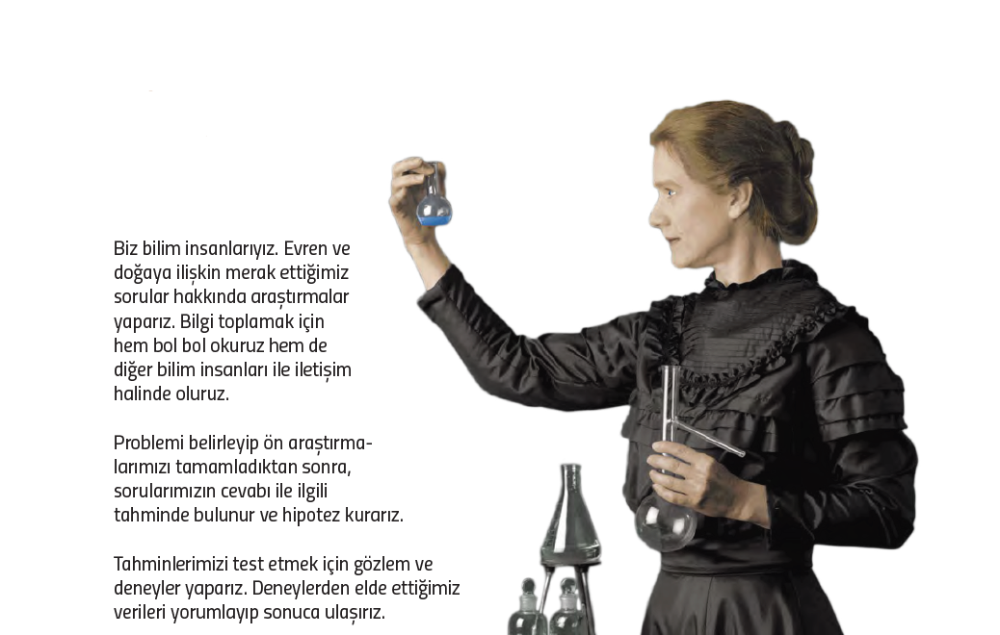 Biz bilim insanlarıyız. Evren ve
doğaya ilişkin merak ettiğimiz
sorular hakkında araştırmalar
yaparız. Bilgi toplamak için
hem bol bol okuruz hem de
diğer bilim insanları ile iletişim
halinde oluruz.
Problemi belirleyip ön araştırma-
larımızı tamamladıktan sonra,
sorularımızın cevabı ile ilgili
tahminde bulunur ve hipotez kurarız.
Tahminlerimizi test etmek için gözlem ve
deneyler yaparız. Deneylerden elde ettiğimiz
verileri yorumlayıp sonuca ulaşırız.